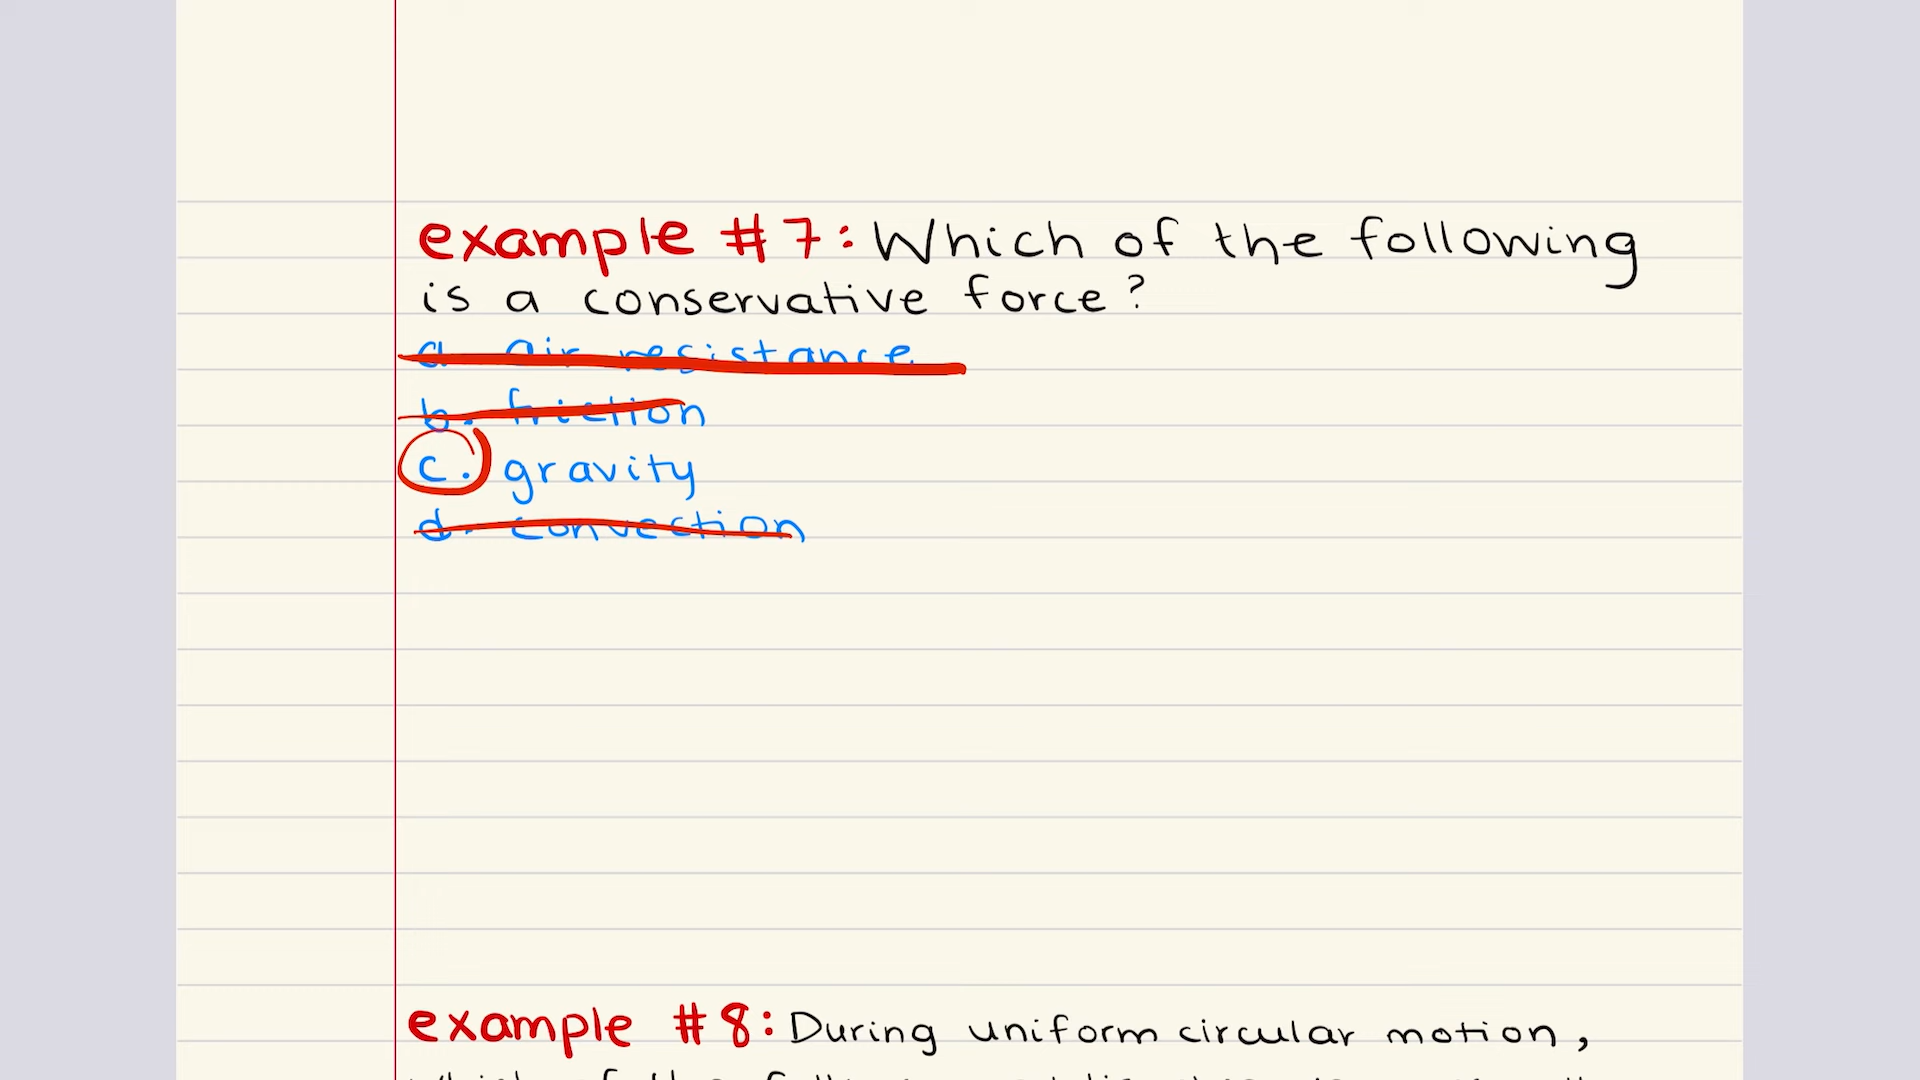 example #7: Which of the following
is a conservative force?
a. air resistance
b. friction
c. gravity
d. convection
example #8: During uniform circular motion,